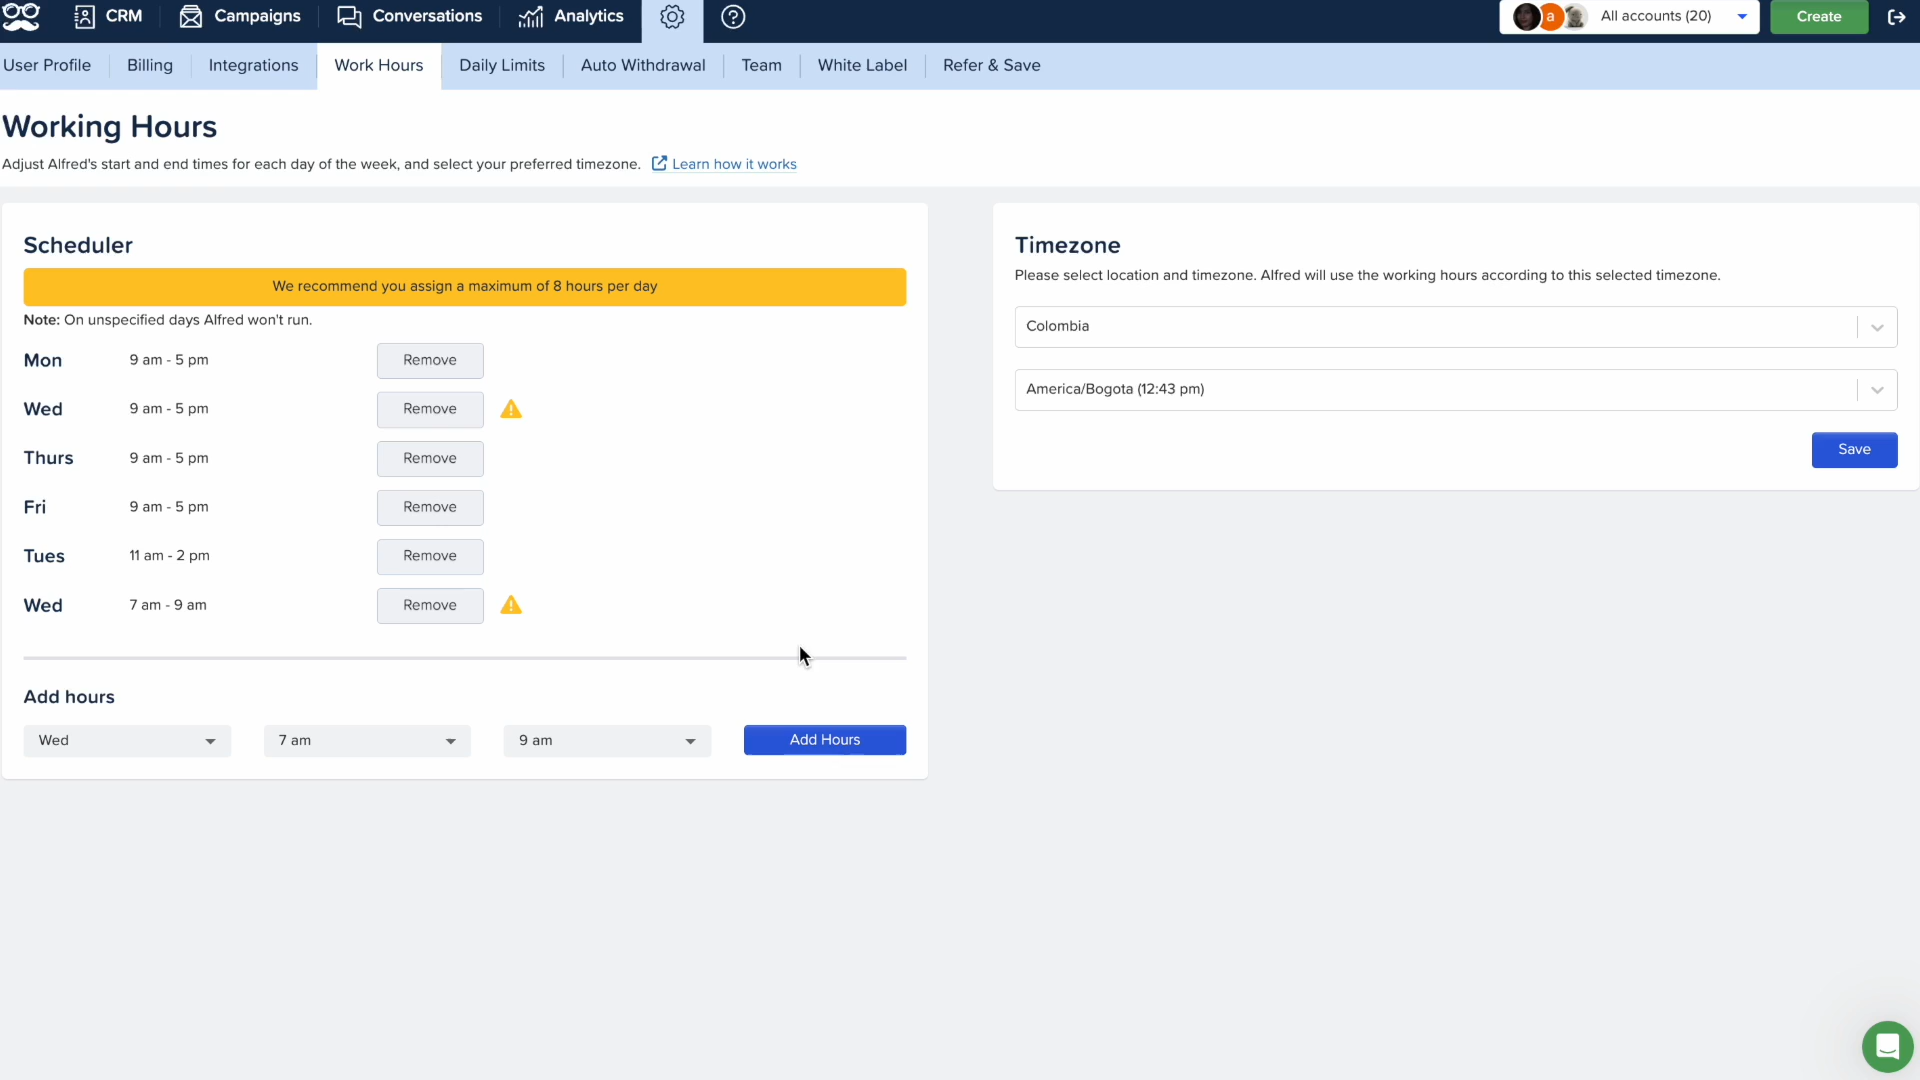 CRM
Campaigns
Conversations
Analytics
a
All accounts (20)
Create
User Profile
Billing
Integrations
Work Hours
Daily Limits
Auto Withdrawal
Team
White Label
Refer & Save
Working Hours
Adjust Alfred's start and end times for each day of the week, and select your preferred timezone. Learn how it works
Scheduler
We recommend you assign a maximum of 8 hours per day
Note: On unspecified days Alfred won't run.
Mon 9 am - 5 pm Remove
Wed 9 am - 5 pm Remove
Thurs 9 am - 5 pm Remove
Fri 9 am - 5 pm Remove
Tues 11 am - 2 pm Remove
Wed 7 am - 9 am Remove
Add hours
Wed 7 am 9 am Add Hours
Timezone
Please select location and timezone. Alfred will use the working hours according to this selected timezone.
Colombia
America/Bogota (12:43 pm)
Save